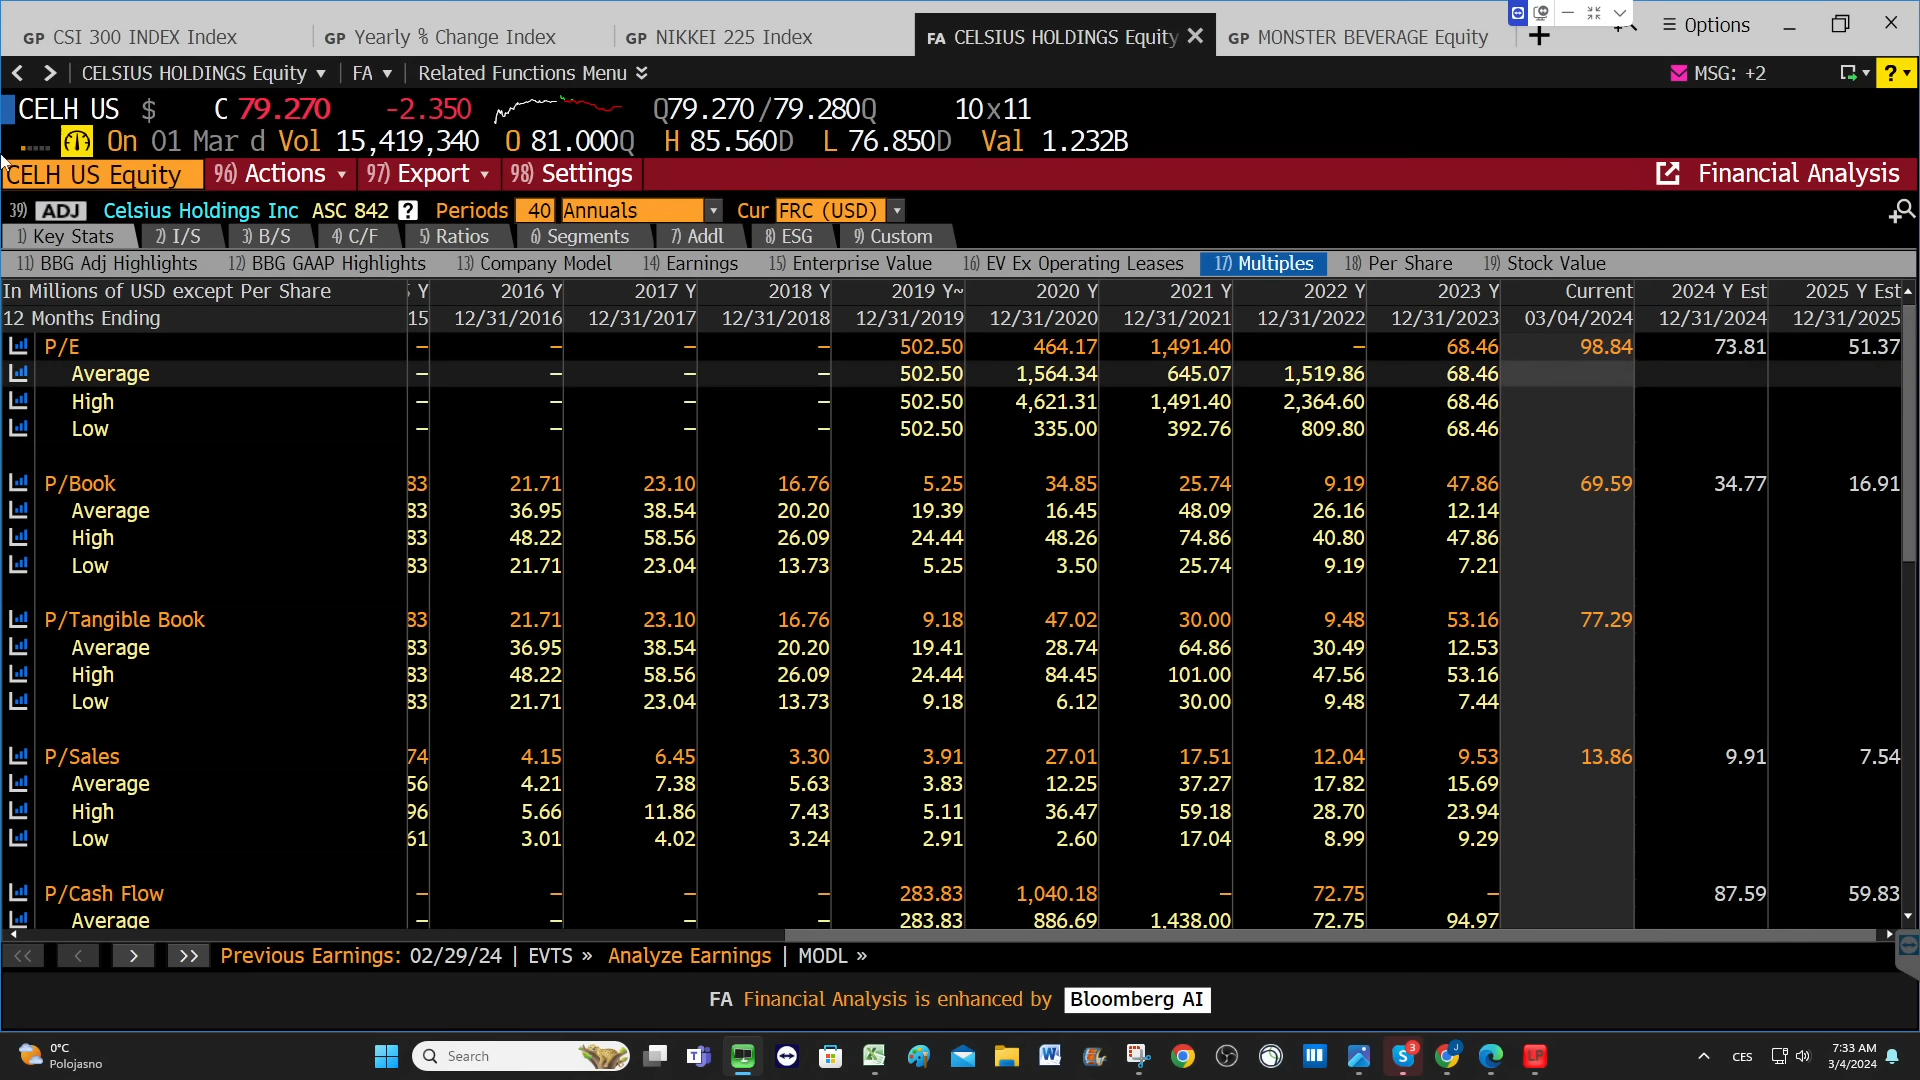 GP CSI 300 INDEX Index GP Yearly % Change Index GP NIKKEI 225 Index FA CELSIUS HOLDINGS Equity GP MONSTER BEVERAGE Equity Options
CELSIUS HOLDINGS Equity FA Related Functions Menu MSG: +2 ?
CELH US $ C 79.270 -2.350 Q79.270/79.280Q 10x11
On 01 Mar d Vol 15,419,340 O 81.000Q H 85.560D L 76.850D Val 1.232B
CELH US Equity 96) Actions 97) Export 98) Settings Financial Analysis
39) ADJ Celsius Holdings Inc ASC 842 ? Periods 40 Annuals Cur FRC (USD)
1) Key Stats 2) I/S 3) B/S 4) C/F 5) Ratios 6) Segments 7) Addl 8) ESG 9) Custom
11) BBG Adj Highlights 12) BBG GAAP Highlights 13) Company Model 14) Earnings 15) Enterprise Value 16) EV Ex Operating Leases 17) Multiples 18) Per Share 19) Stock Value
In Millions of USD except Per Share Y 2016 Y 2017 Y 2018 Y 2019 Y~ 2020 Y 2021 Y 2022 Y 2023 Y Current 2024 Y Est 2025 Y Est
12 Months Ending 15 12/31/2016 12/31/2017 12/31/2018 12/31/2019 12/31/2020 12/31/2021 12/31/2022 12/31/2023 03/04/2024 12/31/2024 12/31/2025
P/E – – – – 502.50 464.17 1,491.40 – 68.46 98.84 73.81 51.37
Average – – – – 502.50 1,564.34 645.07 1,519.86 68.46
High – – – – 502.50 4,621.31 1,491.40 2,364.60 68.46
Low – – – – 502.50 335.00 392.76 809.80 68.46
P/Book 83 21.71 23.10 16.76 5.25 34.85 25.74 9.19 47.86 69.59 34.77 16.91
Average 83 36.95 38.54 20.20 19.39 16.45 48.09 26.16 12.14
High 83 48.22 58.56 26.09 24.44 48.26 74.86 40.80 47.86
Low 83 21.71 23.04 13.73 5.25 3.50 25.74 9.19 7.21
P/Tangible Book 83 21.71 23.10 16.76 9.18 47.02 30.00 9.48 53.16 77.29
Average 83 36.95 38.54 20.20 19.41 28.74 64.86 30.49 12.53
High 83 48.22 58.56 26.09 24.44 84.45 101.00 47.56 53.16
Low 83 21.71 23.04 13.73 9.18 6.12 30.00 9.48 7.44
P/Sales 74 4.15 6.45 3.30 3.91 27.01 17.51 12.04 9.53 13.86 9.91 7.54
Average 56 4.21 7.38 5.63 3.83 12.25 37.27 17.82 15.69
High 96 5.66 11.86 7.43 5.11 36.47 59.18 28.70 23.94
Low 61 3.01 4.02 3.24 2.91 2.60 17.04 8.99 9.29
P/Cash Flow – – – – 283.83 1,040.18 – 72.75 – 87.59 59.83
Average – – – – 283.83 886.69 1,438.00 72.75 94.97
<< < > >> Previous Earnings: 02/29/24 | EVTS » Analyze Earnings | MODL »
FA Financial Analysis is enhanced by Bloomberg AI
0°C
Polojasno
Search
CES
7:33 AM
3/4/2024